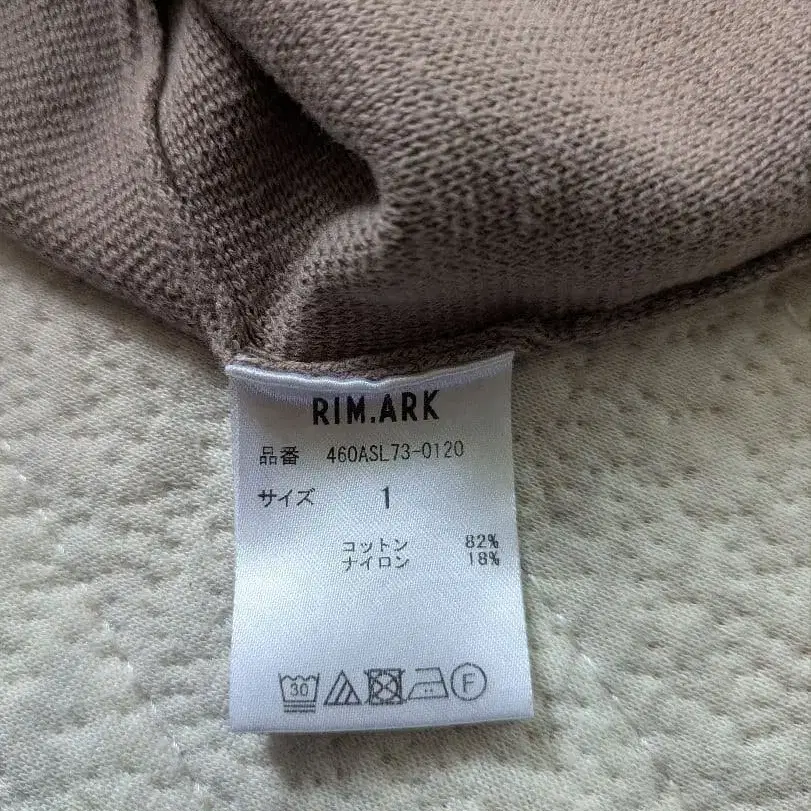 RIM.ARK
品番 460ASL73-0120
サイズ 1
コットン 82%
ナイロン 18%
30 F